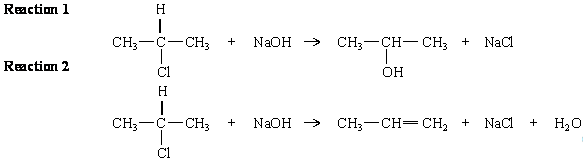 Reaction 1
H
CH3—C—CH3 + NaOH → CH3—CH—CH3 + NaCl
Cl OH
Reaction 2
H
CH3—C—CH3 + NaOH → CH3—CH=CH2 + NaCl + H2O
Cl